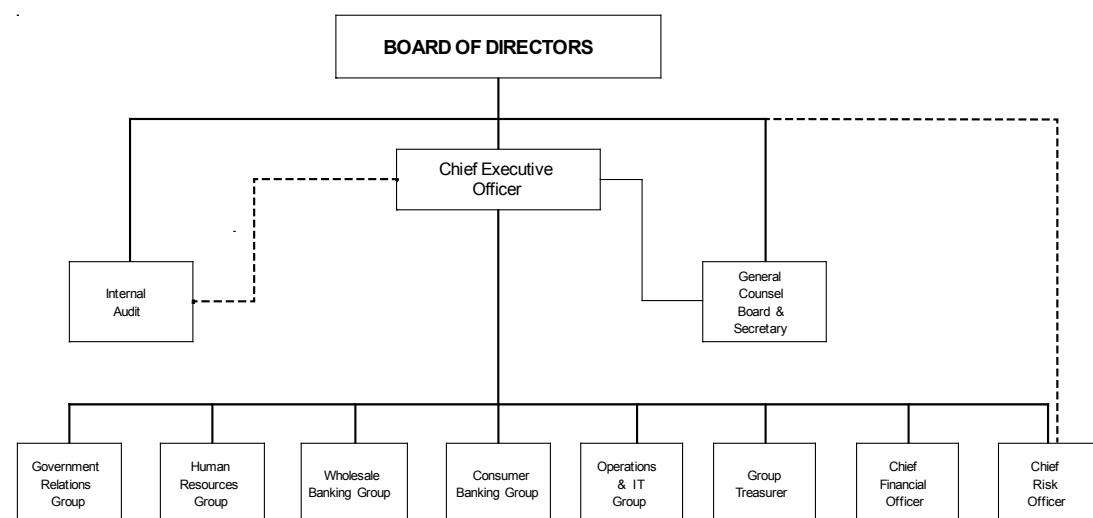 BOARD OF DIRECTORS
Chief Executive
Officer
Internal
Audit
General
Counsel
Board &
Secretary
Government
Relations
Group
Human
Resources
Group
Wholesale
Banking Group
Consumer
Banking Group
Operations
& IT
Group
Group
Treasurer
Chief
Financial
Officer
Chief
Risk
Officer